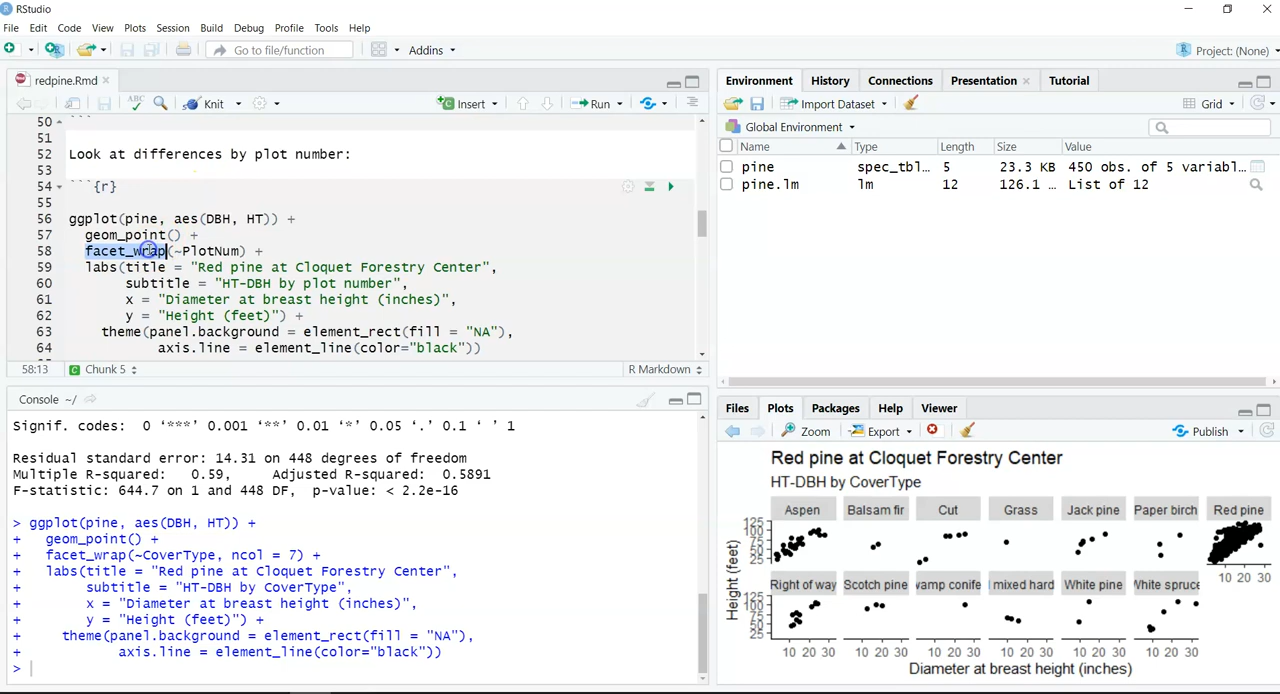 RStudio
File Edit Code View Plots Session Build Debug Profile Tools Help
Go to file/function Addins Project: (None)
redpine.Rmd
ABC Knit Insert Run
50 ```
51
52 Look at differences by plot number:
53
54 ```{r}
55
56 ggplot(pine, aes(DBH, HT)) +
57 geom_point() +
58 facet_wrap(~PlotNum) +
59 labs(title = "Red pine at Cloquet Forestry Center",
60 subtitle = "HT-DBH by plot number",
61 x = "Diameter at breast height (inches)",
62 y = "Height (feet)") +
63 theme(panel.background = element_rect(fill = "NA"),
64 axis.line = element_line(color="black"))
58:13 Chunk 5 R Markdown
Console ~/
Signif. codes: 0 ‘***’ 0.001 ‘**’ 0.01 ‘*’ 0.05 ‘.’ 0.1 ‘ ’ 1
Residual standard error: 14.31 on 448 degrees of freedom
Multiple R-squared: 0.59, Adjusted R-squared: 0.5891
F-statistic: 644.7 on 1 and 448 DF, p-value: < 2.2e-16
> ggplot(pine, aes(DBH, HT)) +
+ geom_point() +
+ facet_wrap(~CoverType, ncol = 7) +
+ labs(title = "Red pine at Cloquet Forestry Center",
+ subtitle = "HT-DBH by CoverType",
+ x = "Diameter at breast height (inches)",
+ y = "Height (feet)") +
+ theme(panel.background = element_rect(fill = "NA"),
+ axis.line = element_line(color="black"))
>
Environment History Connections Presentation Tutorial
Import Dataset Grid
Global Environment
Name Type Length Size Value
pine spec_tbl… 5 23.3 KB 450 obs. of 5 variabl…
pine.lm lm 12 126.1 … List of 12
Files Plots Packages Help Viewer
Zoom Export Publish
Red pine at Cloquet Forestry Center
HT-DBH by CoverType
Aspen Balsam fir Cut Grass Jack pine Paper birch Red pine
125
100
75
50
25
10 20 30
Right of way Scotch pine wamp conife mixed hard White pine White spruce
125
100
75
50
25
10 20 30 10 20 30 10 20 30 10 20 30 10 20 30 10 20 30
Height (feet)
Diameter at breast height (inches)